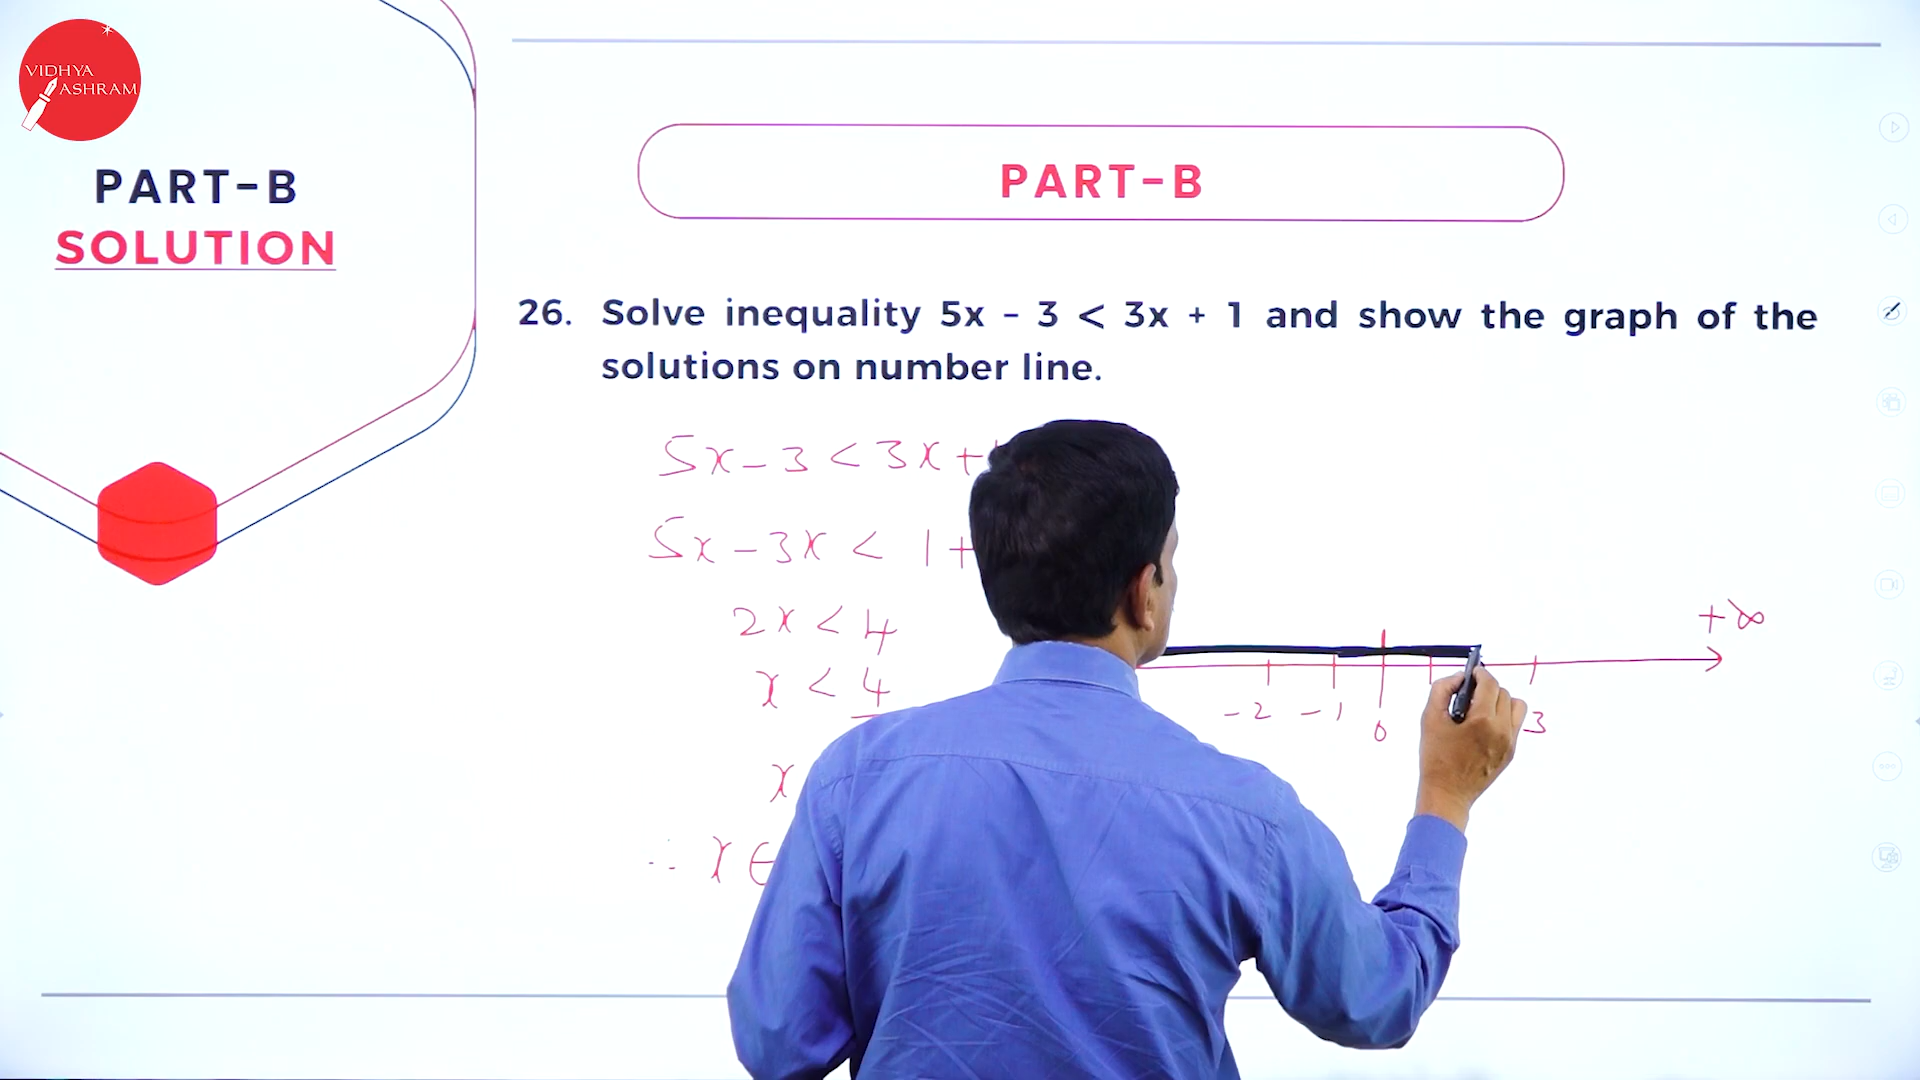 VIDHYA
ASHRAM
PART-B
SOLUTION
PART-B
26. Solve inequality 5x - 3 < 3x + 1 and show the graph of the
solutions on number line.
5x - 3 < 3x +
5x - 3x < 1 +
2x < 4
x < 4
x
∴ x ∈
+∞
-2 -1 0 3